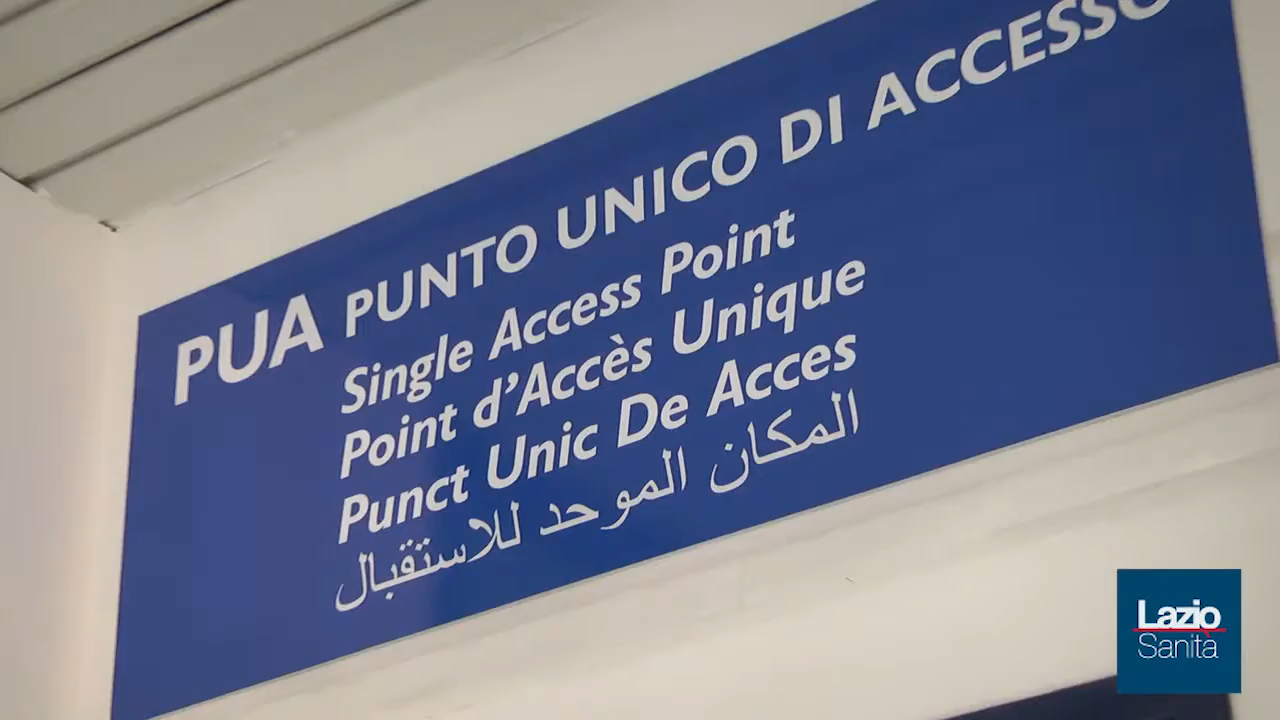 PUA PUNTO UNICO DI ACCESSO
Single Access Point
Point d'Accès Unique
Punct Unic De Acces
المكان الموحد للاستقبال
Lazio
Sanità